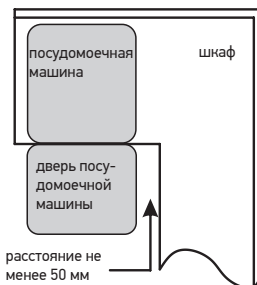 посудомоечная
машина
шкаф
дверь посу-
домоечной
машины
расстояние не
менее 50 мм